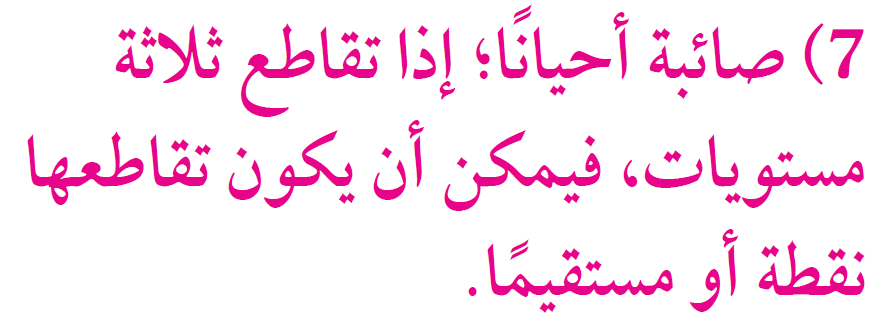 7) صائبة أحيانًا؛ إذا تقاطع ثلاثة
مستويات، فيمكن أن يكون تقاطعها
نقطة أو مستقيمًا.